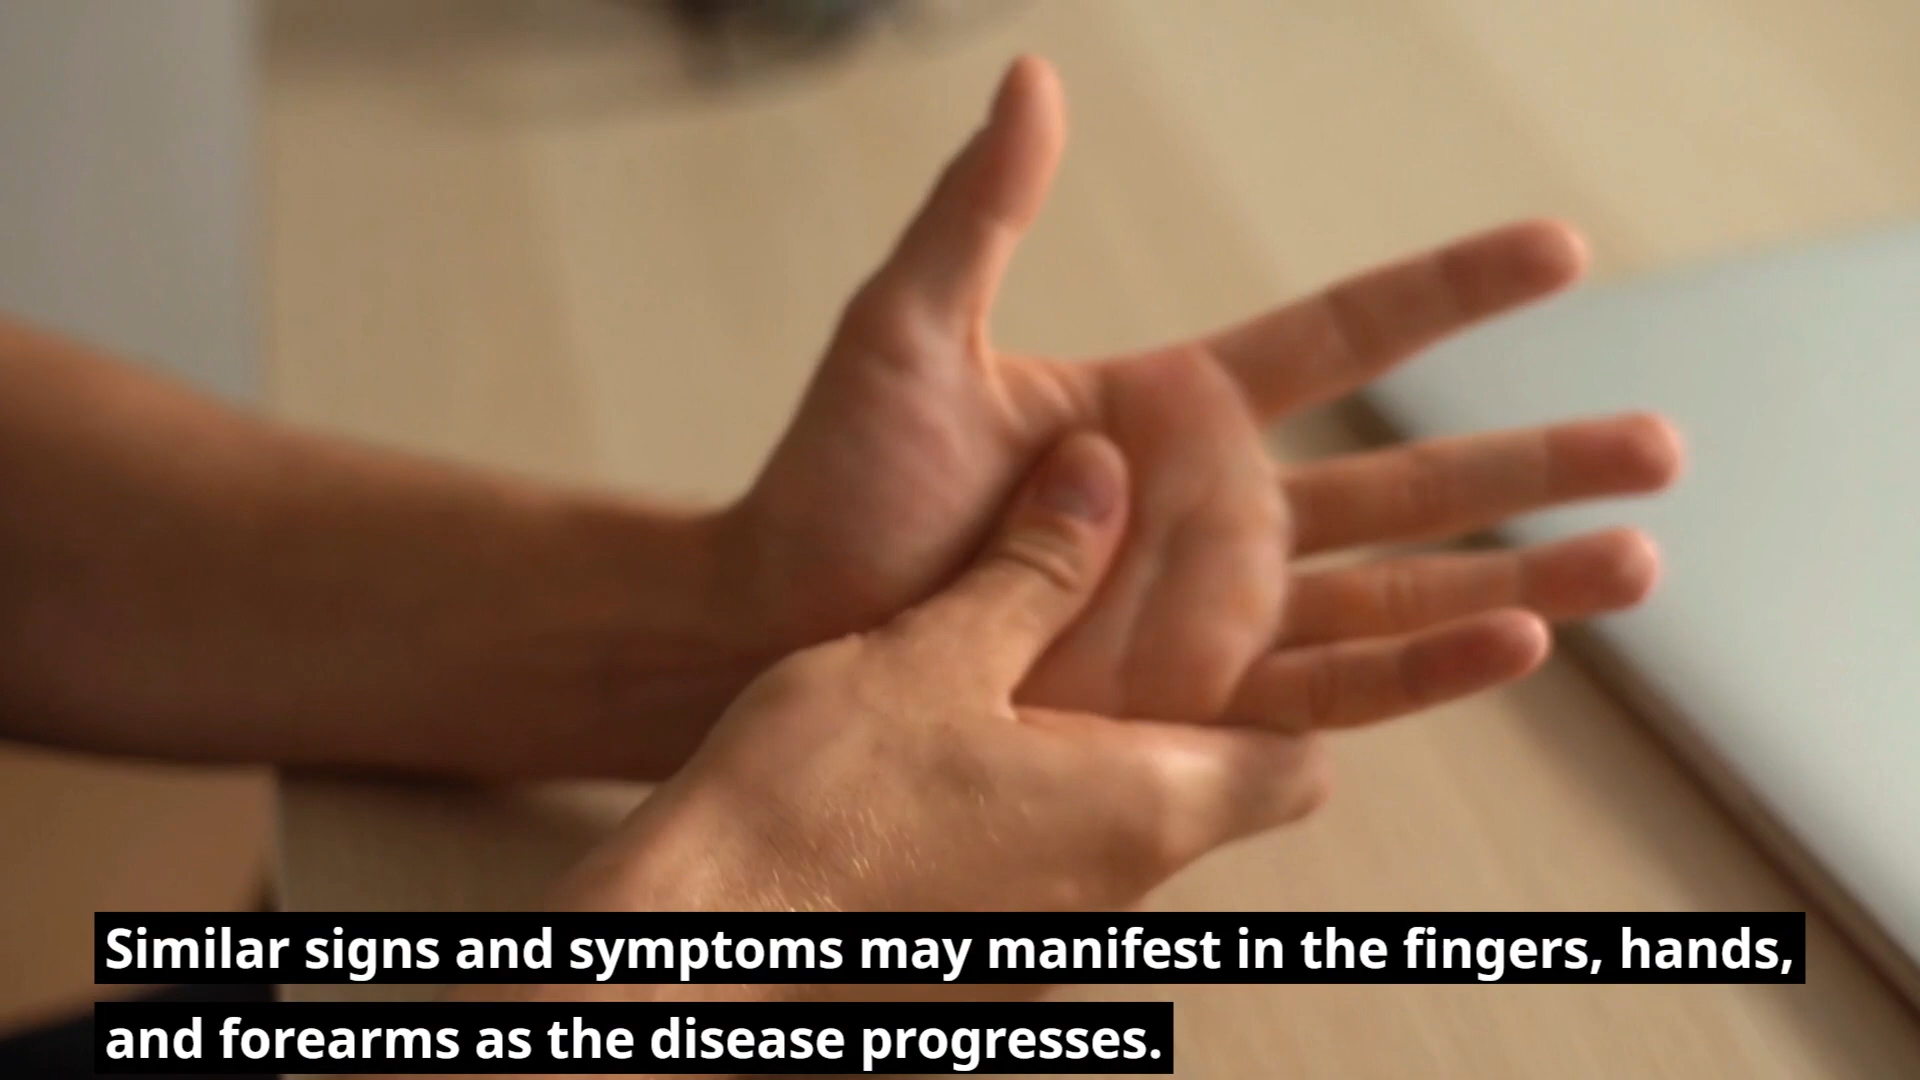 Similar signs and symptoms may manifest in the fingers, hands,
and forearms as the disease progresses.